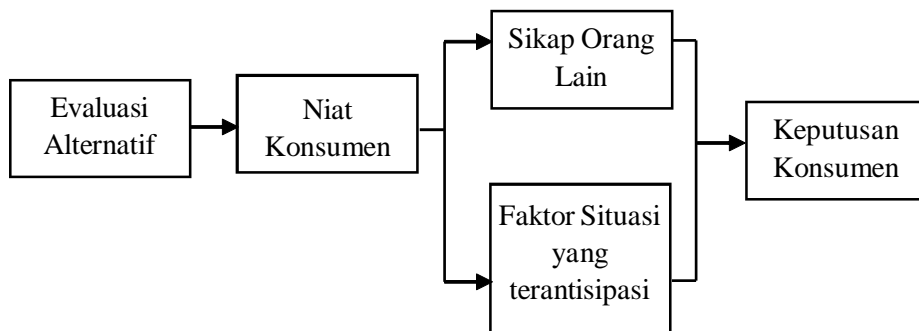 Evaluasi
Alternatif
Niat
Konsumen
Sikap Orang
Lain
Faktor Situasi
yang
terantisipasi
Keputusan
Konsumen